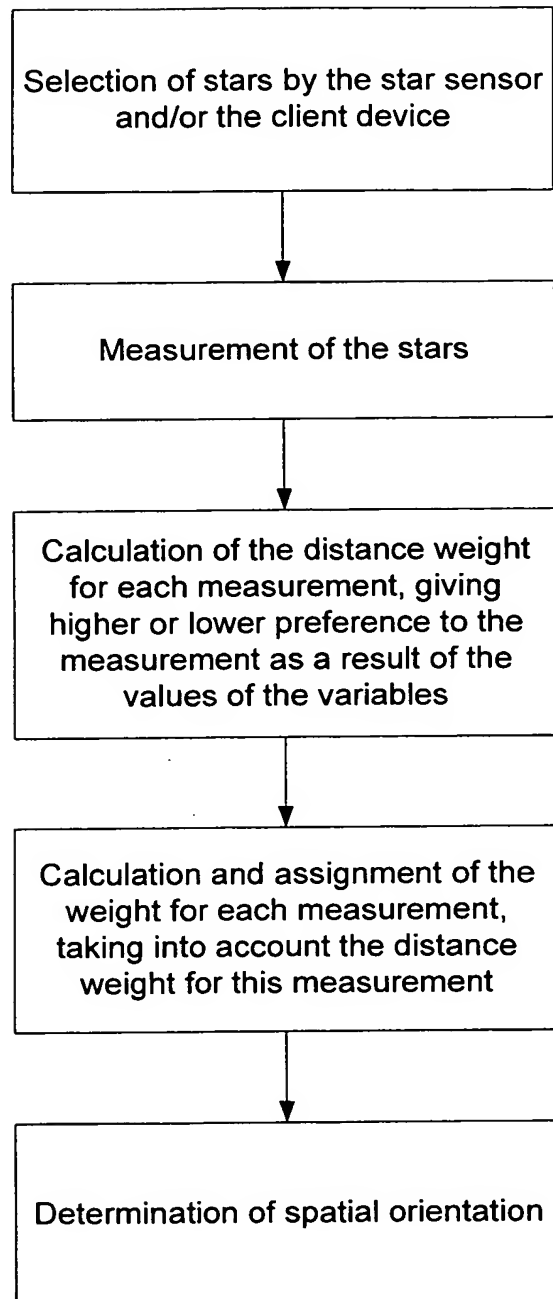 Selection of stars by the star sensor
and/or the client device
Measurement of the stars
Calculation of the distance weight
for each measurement, giving
higher or lower preference to the
measurement as a result of the
values of the variables
Calculation and assignment of the
weight for each measurement,
taking into account the distance
weight for this measurement
Determination of spatial orientation